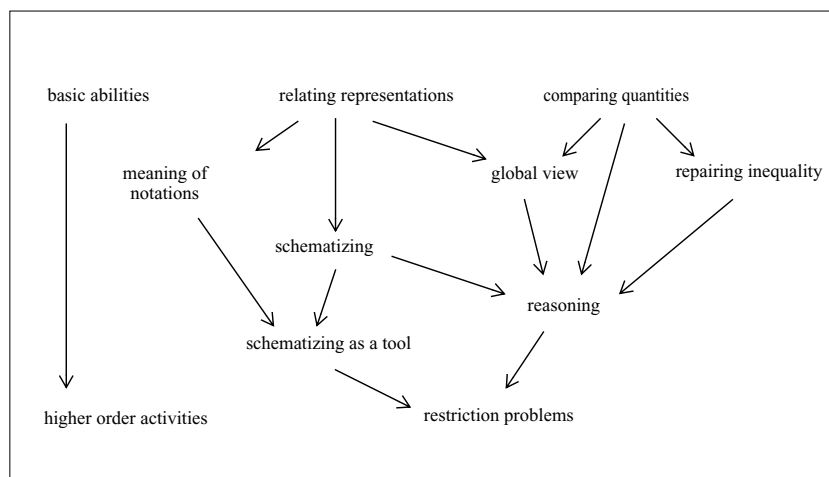 basic abilities
relating representations
comparing quantities
meaning of
notations
global view
repairing inequality
schematizing
reasoning
schematizing as a tool
higher order activities
restriction problems